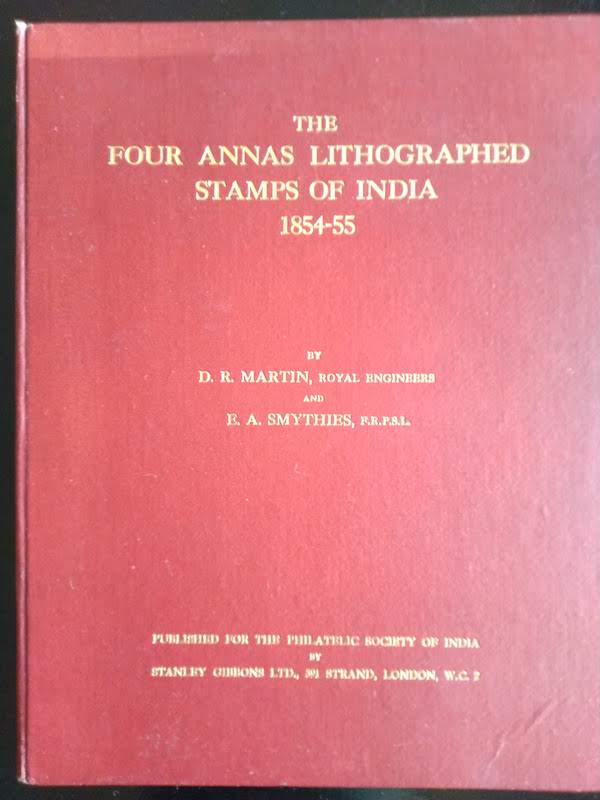 THE
FOUR ANNAS LITHOGRAPHED
STAMPS OF INDIA
1854-55
BY
D. R. MARTIN, ROYAL ENGINEERS
AND
E. A. SMYTHIES, F.R.P.S.L.
PUBLISHED FOR THE PHILATELIC SOCIETY OF INDIA
BY
STANLEY GIBBONS LTD., 391 STRAND, LONDON, W.C. 2